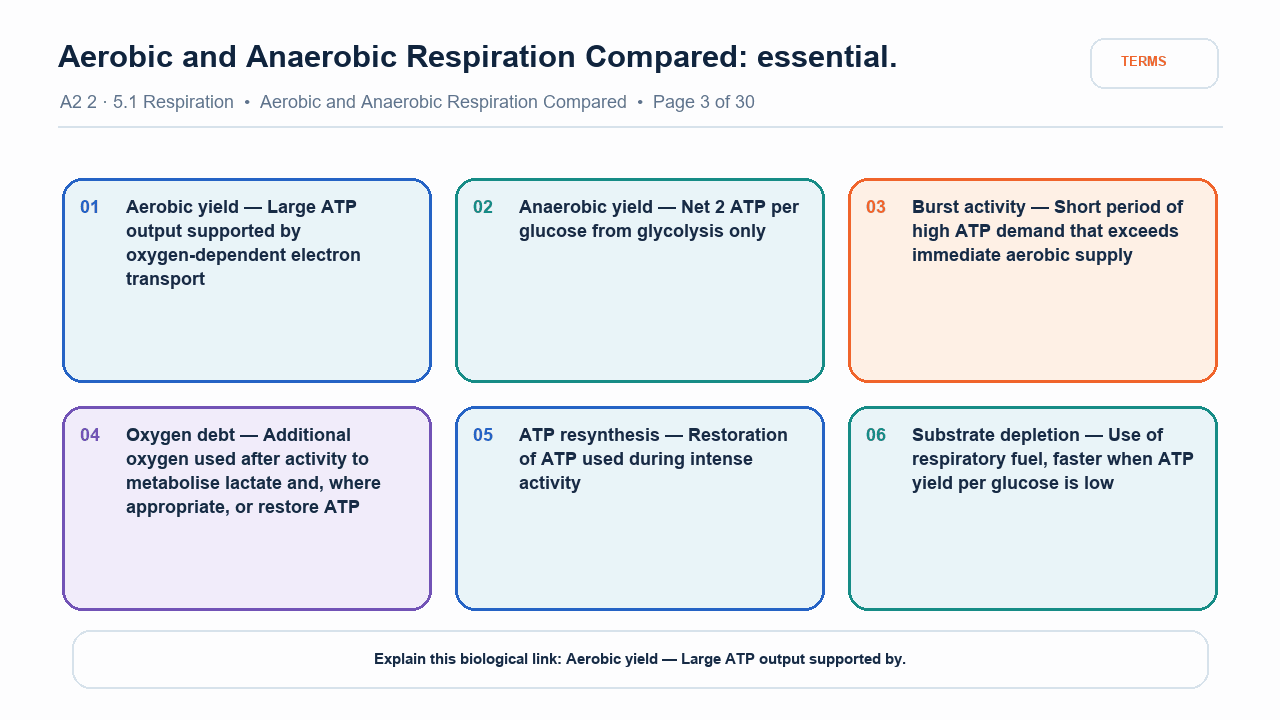 Aerobic and Anaerobic Respiration Compared: essential.
TERMS
A2 2 · 5.1 Respiration • Aerobic and Anaerobic Respiration Compared • Page 3 of 30
01
Aerobic yield — Large ATP
output supported by
oxygen-dependent electron
transport
02
Anaerobic yield — Net 2 ATP per
glucose from glycolysis only
03
Burst activity — Short period of
high ATP demand that exceeds
immediate aerobic supply
04
Oxygen debt — Additional
oxygen used after activity to
metabolise lactate and, where
appropriate, or restore ATP
05
ATP resynthesis — Restoration
of ATP used during intense
activity
06
Substrate depletion — Use of
respiratory fuel, faster when ATP
yield per glucose is low
Explain this biological link: Aerobic yield — Large ATP output supported by.